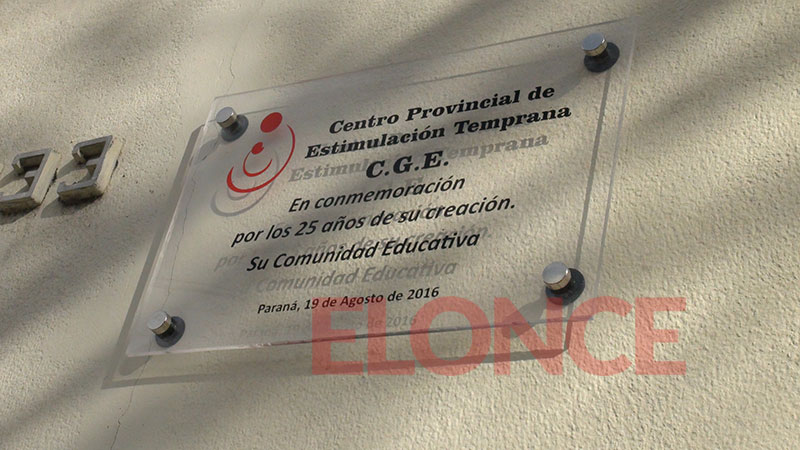 33
Centro Provincial de
Estimulación Temprana
C.G.E.
En conmemoración
por los 25 años de su creación.
Su Comunidad Educativa
Paraná, 19 de Agosto de 2016
ELONCE